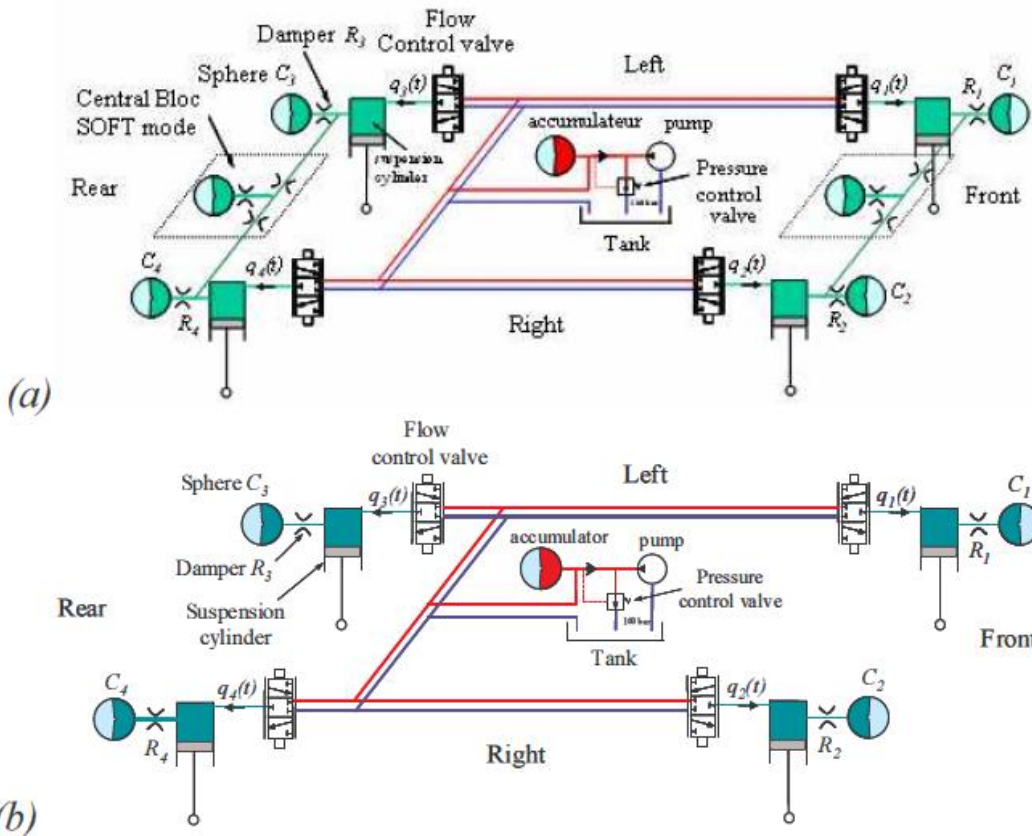 Flow
Control valve
Damper R3
Sphere C3
Central Bloc
SOFT mode
q3(t)
Left
q1(t)
R1
C1
accumulateur
pump
suspension
cylinder
Pressure
control
valve
Rear
Front
Tank
C4
q4(t)
R4
q2(t)
R2
C2
Right
(a)
Flow
control valve
Left
Sphere C3
q3(t)
q1(t)
C1
R1
accumulator
pump
Damper R3
Pressure
control valve
Rear
Suspension
cylinder
160 bar
Tank
Front
C4
q4(t)
R4
q2(t)
C2
R2
Right
(b)